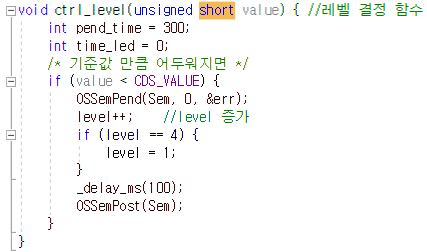 void ctrl_level(unsigned short value) { //레벨 결정 함수
    int pend_time = 300;
    int time_led = 0;
    /* 기준값 만큼 어두워지면 */
    if (value < CDS_VALUE) {
        OSSemPend(Sem, 0, &err);
        level++;    //level 증가
        if (level == 4) {
            level = 1;
        }
        _delay_ms(100);
        OSSemPost(Sem);
    }
}